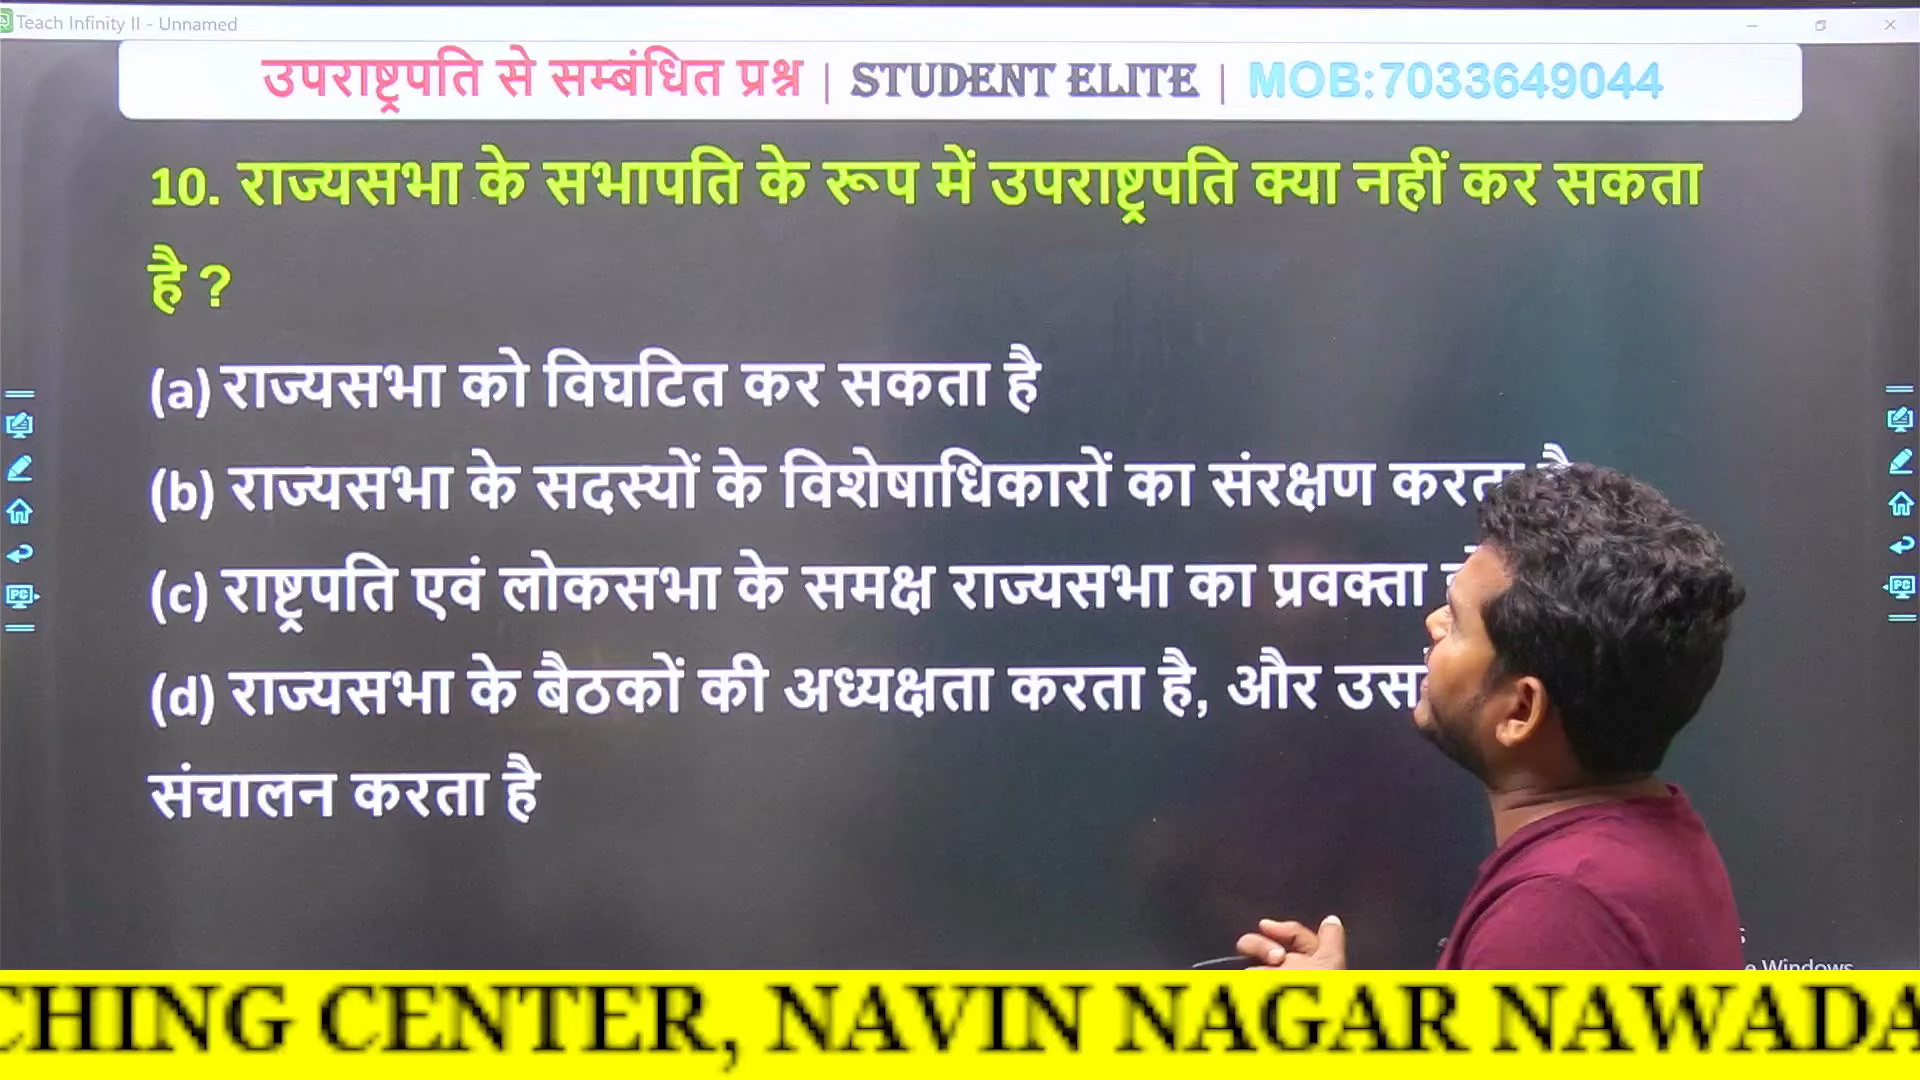 Teach Infinity II - Unnamed
उपराष्ट्रपति से सम्बंधित प्रश्न | STUDENT ELITE | MOB:7033649044
10. राज्यसभा के सभापति के रूप में उपराष्ट्रपति क्या नहीं कर सकता
है ?
(a) राज्यसभा को विघटित कर सकता है
(b) राज्यसभा के सदस्यों के विशेषाधिकारों का संरक्षण करता है
(c) राष्ट्रपति एवं लोकसभा के समक्ष राज्यसभा का प्रवक्ता
(d) राज्यसभा के बैठकों की अध्यक्षता करता है, और
संचालन करता है
Windows
CHING CENTER, NAVIN NAGAR NAWADA